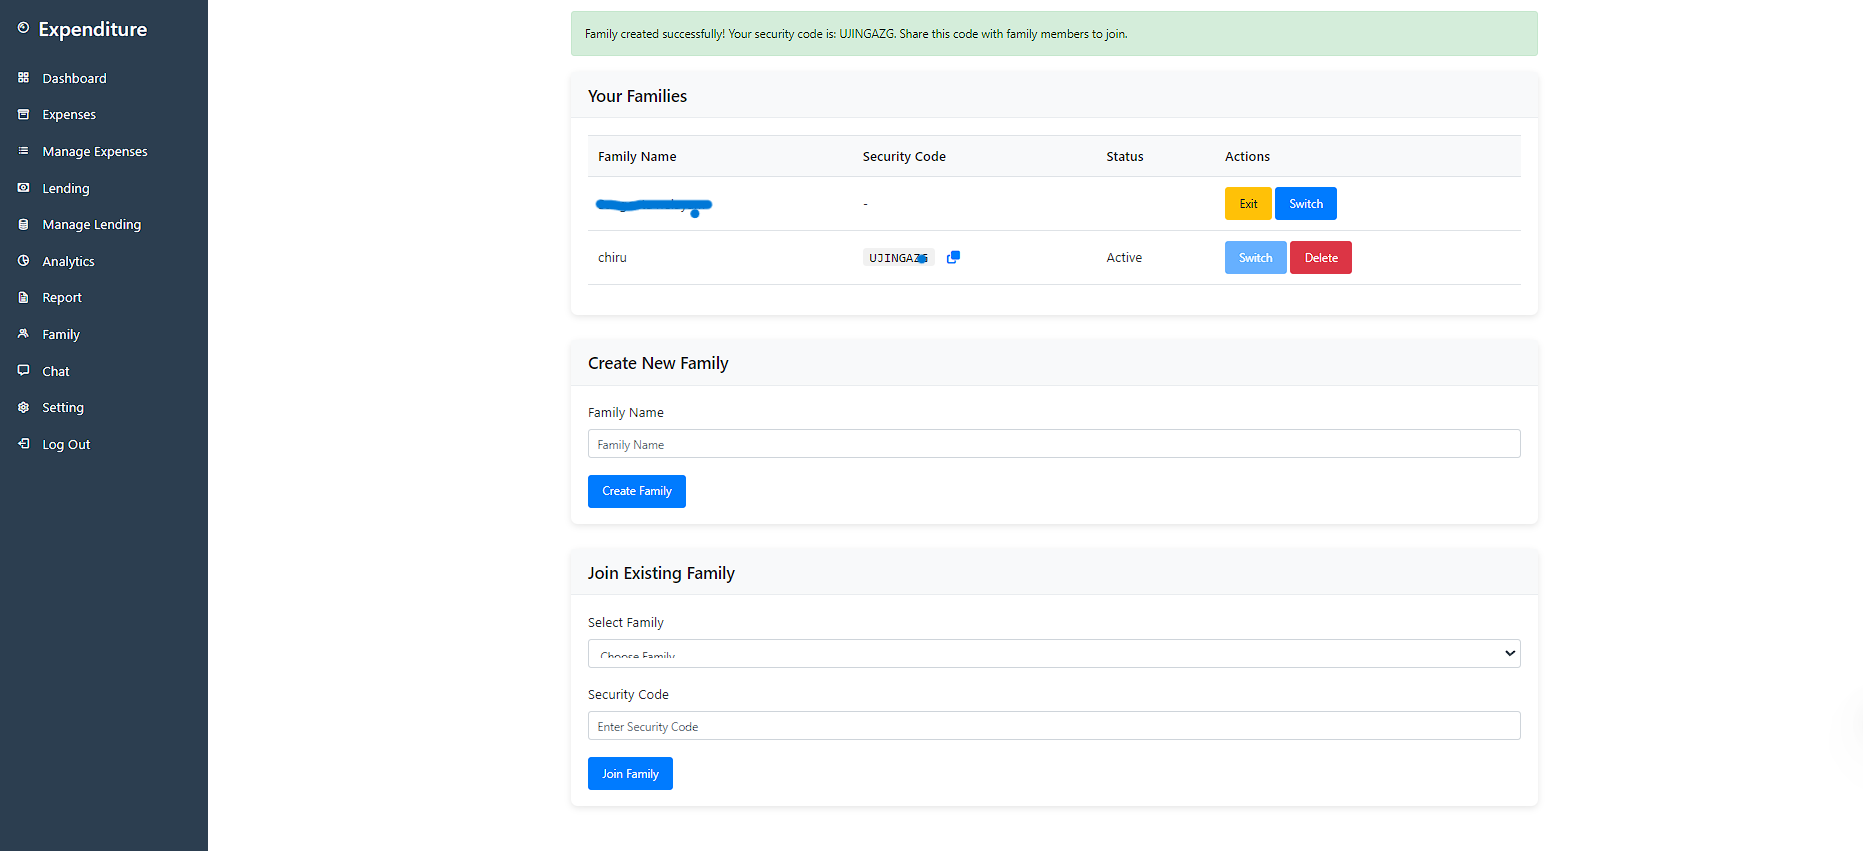 Expenditure
Dashboard
Expenses
Manage Expenses
Lending
Manage Lending
Analytics
Report
Family
Chat
Setting
Log Out
Family created successfully! Your security code is: UJINGAZG. Share this code with family members to join.
Your Families
Family Name Security Code Status Actions
- Exit Switch
chiru UJINGAZG Active Switch Delete
Create New Family
Family Name
Family Name
Create Family
Join Existing Family
Select Family
Choose Family
Security Code
Enter Security Code
Join Family